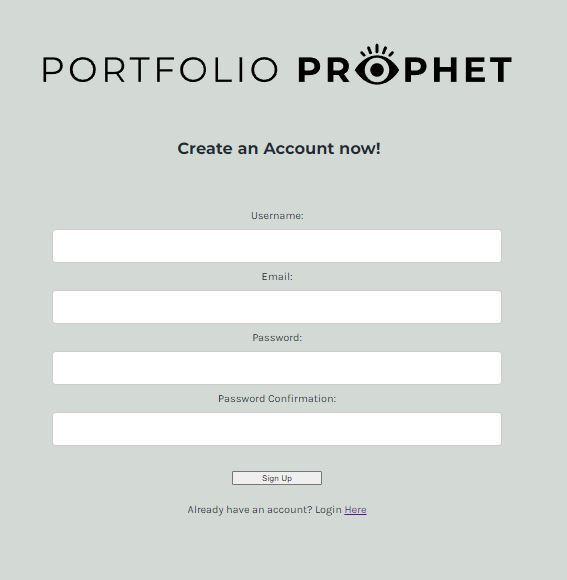 PORTFOLIO PROPHET
Create an Account now!
Username:
Email:
Password:
Password Confirmation:
Sign Up
Already have an account? Login Here